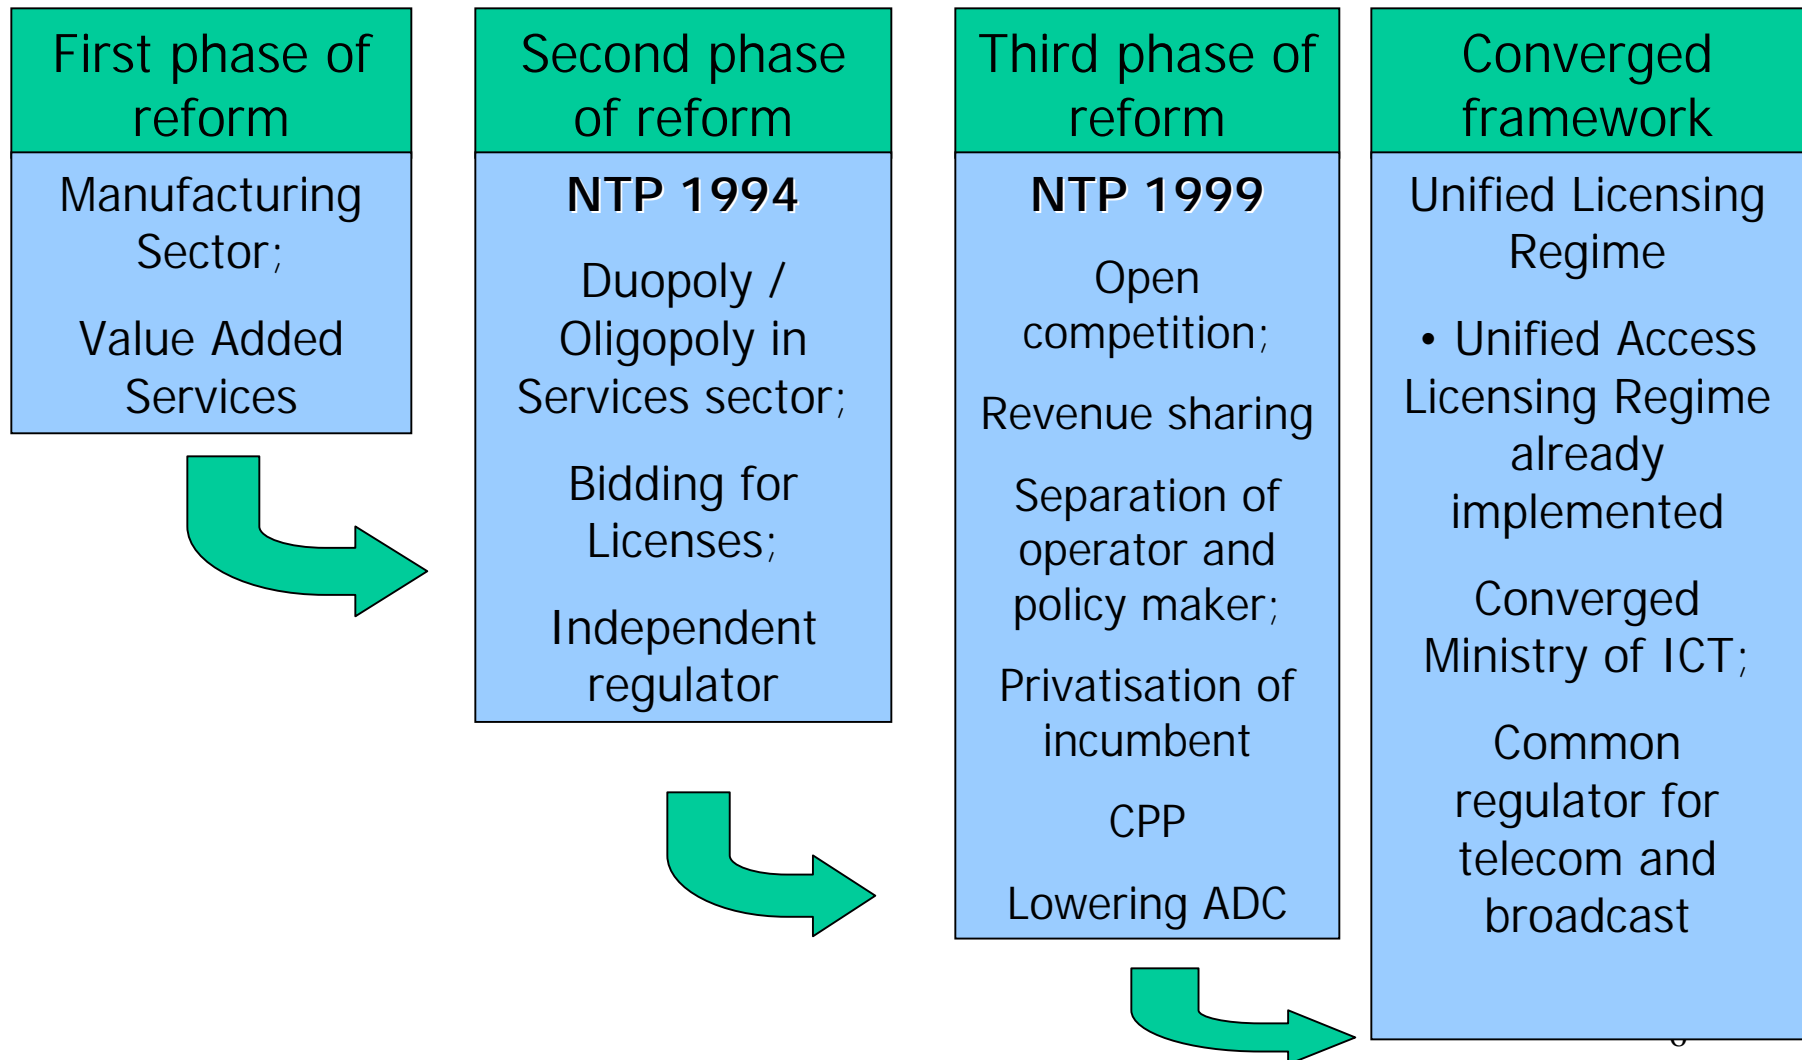 First phase of
reform
Manufacturing
Sector;
Value Added
Services
Second phase
of reform
NTP 1994
Duopoly /
Oligopoly in
Services sector;
Bidding for
Licenses;
Independent
regulator
Third phase of
reform
NTP 1999
Open
competition;
Revenue sharing
Separation of
operator and
policy maker;
Privatisation of
incumbent
CPP
Lowering ADC
Converged
framework
Unified Licensing
Regime
• Unified Access
Licensing Regime
already
implemented
Converged
Ministry of ICT;
Common
regulator for
telecom and
broadcast